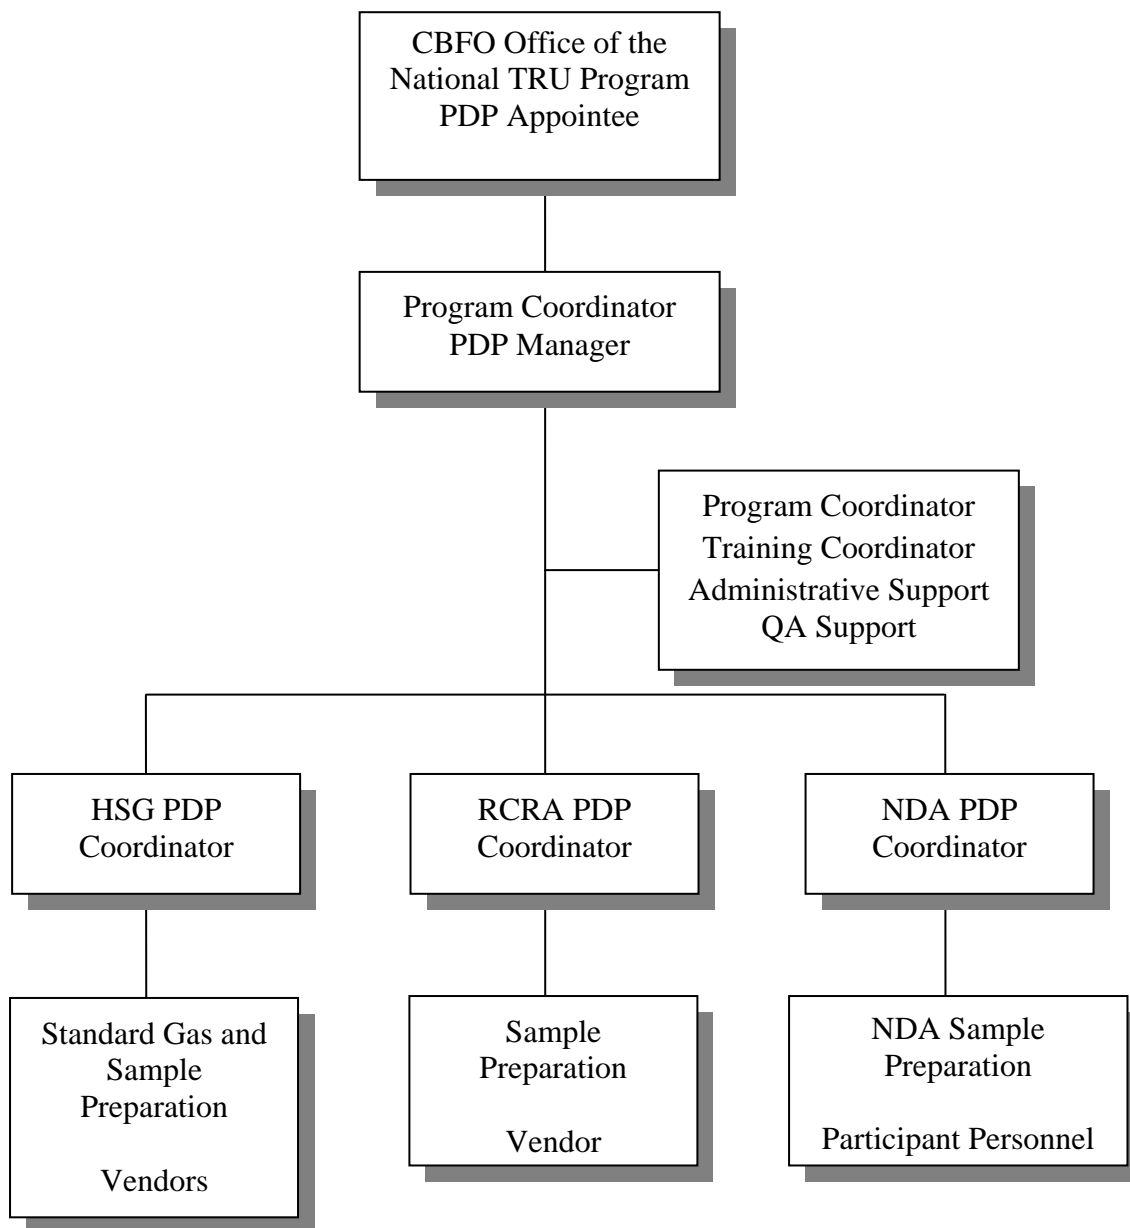 CBFO Office of the
National TRU Program
PDP Appointee
Program Coordinator
PDP Manager
Program Coordinator
Training Coordinator
Administrative Support
QA Support
HSG PDP
Coordinator
RCRA PDP
Coordinator
NDA PDP
Coordinator
Standard Gas and
Sample
Preparation
Vendors
Sample
Preparation
Vendor
NDA Sample
Preparation
Participant Personnel